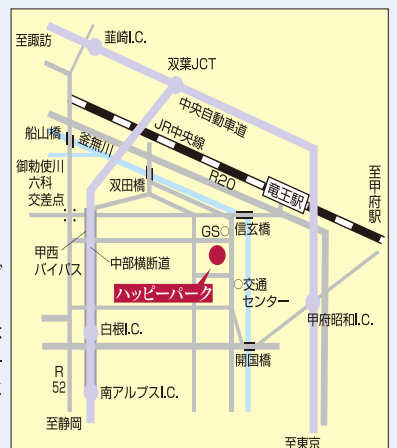 至諏訪
韮崎I.C.
双葉JCT
中央自動車道
JR中央線
船山橋
釜無川
R20
竜王駅
至甲府駅
御勅使川
六科
交差点
双田橋
信玄橋
GS
甲西
バイパス
中部横断道
ハッピーパーク
交通
センター
白根I.C.
甲府昭和I.C.
開国橋
R
52
南アルプスI.C.
至静岡
至東京